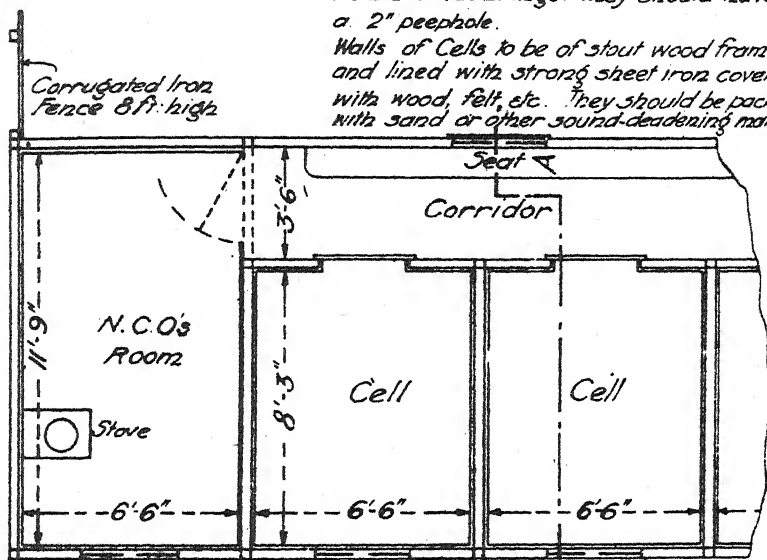 a 2" peephole.
Walls of Cells to be of stout wood fram
and lined with strong sheet iron cover
with wood, felt, etc. They should be pac
with sand or other sound-deadening ma
Corrugated Iron
Fence 8 ft. high
Seat A
Corridor
3'-6"
11'-9"
N.C.O's
Room
8'-3"
Cell
Cell
Stove
6'-6"
6'-6"
6'-6"